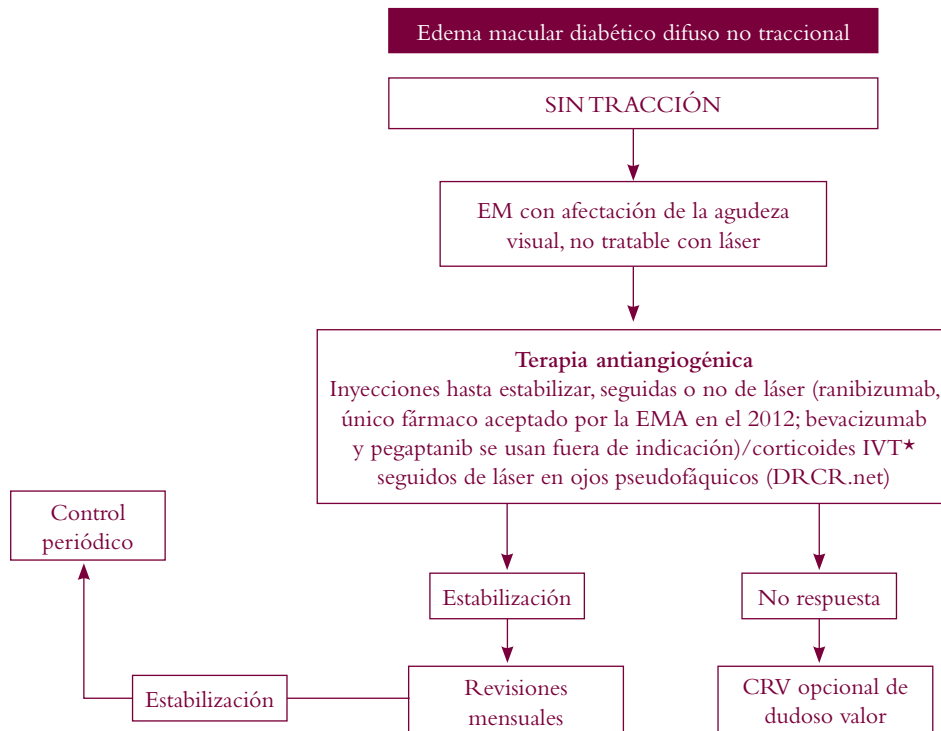 Edema macular diabético difuso no traccional
SIN TRACCIÓN
EM con afectación de la agudeza
visual, no tratable con láser
Terapia antiangiogénica
Inyecciones hasta estabilizar, seguidas o no de láser (ranibizumab,
único fármaco aceptado por la EMA en el 2012; bevacizumab
y pegaptanib se usan fuera de indicación)/corticoides IVT★
seguidos de láser en ojos pseudofáquicos (DRCR.net)
Control
periódico
Estabilización
No respuesta
Estabilización
Revisiones
mensuales
CRV opcional de
dudoso valor